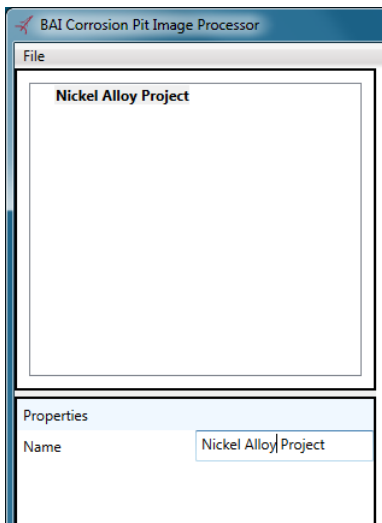 BAI Corrosion Pit Image Processor
File
Nickel Alloy Project
Properties
Name Nickel Alloy Project